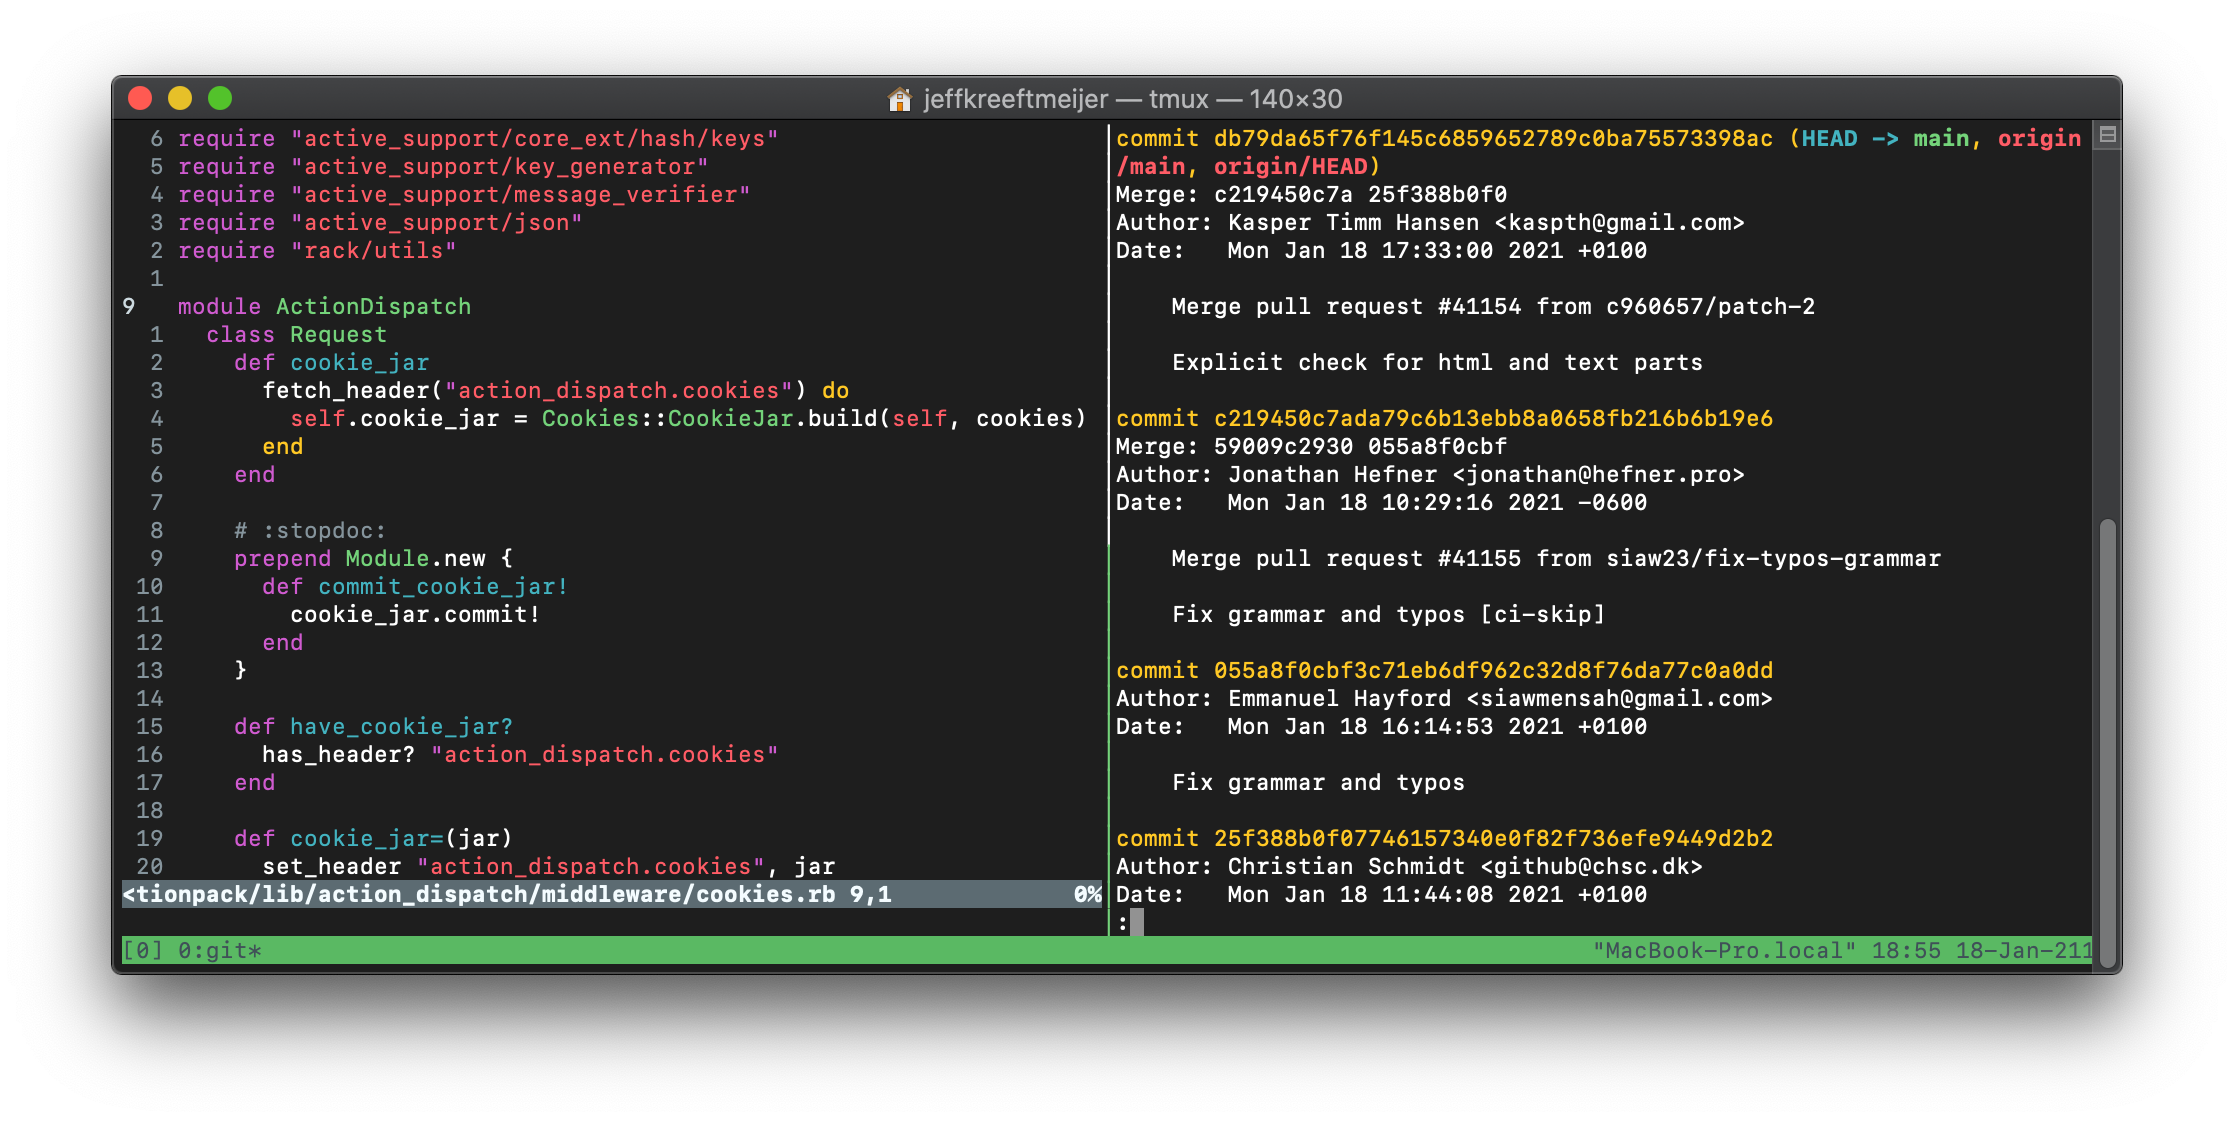 jeffkreeftmeijer — tmux — 140×30
6 require "active_support/core_ext/hash/keys"
5 require "active_support/key_generator"
4 require "active_support/message_verifier"
3 require "active_support/json"
2 require "rack/utils"
1
9   module ActionDispatch
1   class Request
2     def cookie_jar
3       fetch_header("action_dispatch.cookies") do
4         self.cookie_jar = Cookies::CookieJar.build(self, cookies)
5       end
6     end
7
8     # :stopdoc:
9     prepend Module.new {
10       def commit_cookie_jar!
11         cookie_jar.commit!
12       end
13     }
14
15     def have_cookie_jar?
16       has_header? "action_dispatch.cookies"
17     end
18
19     def cookie_jar=(jar)
20       set_header "action_dispatch.cookies", jar
<tionpack/lib/action_dispatch/middleware/cookies.rb 9,1 0%
commit db79da65f76f145c6859652789c0ba75573398ac (HEAD -> main, origin
/main, origin/HEAD)
Merge: c219450c7a 25f388b0f0
Author: Kasper Timm Hansen <kaspth@gmail.com>
Date:   Mon Jan 18 17:33:00 2021 +0100
Merge pull request #41154 from c960657/patch-2
Explicit check for html and text parts
commit c219450c7ada79c6b13ebb8a0658fb216b6b19e6
Merge: 59009c2930 055a8f0cbf
Author: Jonathan Hefner <jonathan@hefner.pro>
Date:   Mon Jan 18 10:29:16 2021 -0600
Merge pull request #41155 from siaw23/fix-typos-grammar
Fix grammar and typos [ci-skip]
commit 055a8f0cbf3c71eb6df962c32d8f76da77c0a0dd
Author: Emmanuel Hayford <siawmensah@gmail.com>
Date:   Mon Jan 18 16:14:53 2021 +0100
Fix grammar and typos
commit 25f388b0f07746157340e0f82f736efe9449d2b2
Author: Christian Schmidt <github@chsc.dk>
Date:   Mon Jan 18 11:44:08 2021 +0100
:
[0] 0:git* "MacBook-Pro.local" 18:55 18-Jan-211